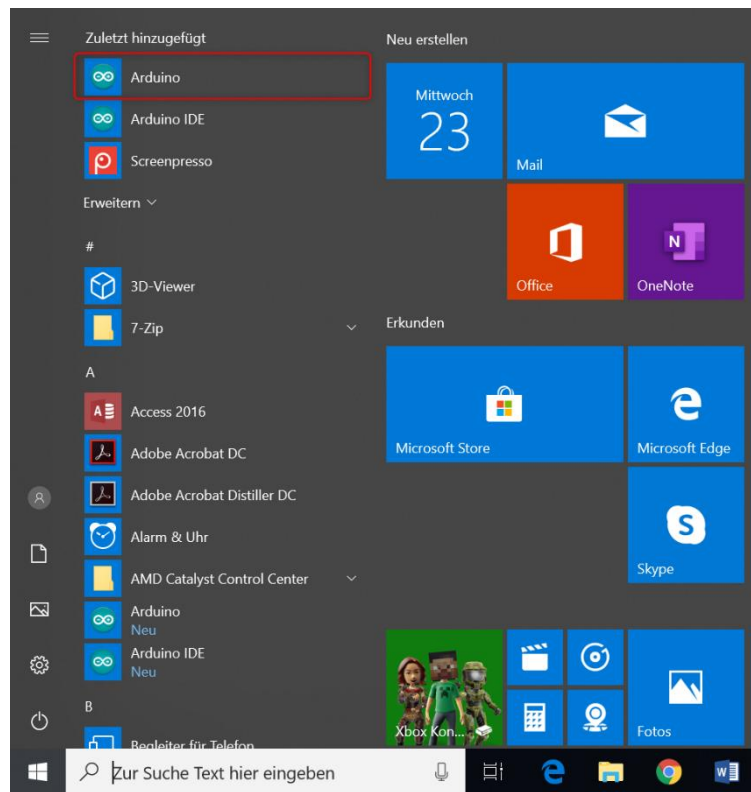 Zuletzt hinzugefügt
Arduino
Arduino IDE
Screenpresso
Erweitern
#
3D-Viewer
7-Zip
A
Access 2016
Adobe Acrobat DC
Adobe Acrobat Distiller DC
Alarm & Uhr
AMD Catalyst Control Center
Arduino
Neu
Arduino IDE
Neu
B
Begleiter für Telefon
Zur Suche Text hier eingeben
Neu erstellen
Mittwoch
23
Mail
Office
OneNote
Erkunden
Microsoft Store
Microsoft Edge
Skype
Xbox Kon...
Fotos